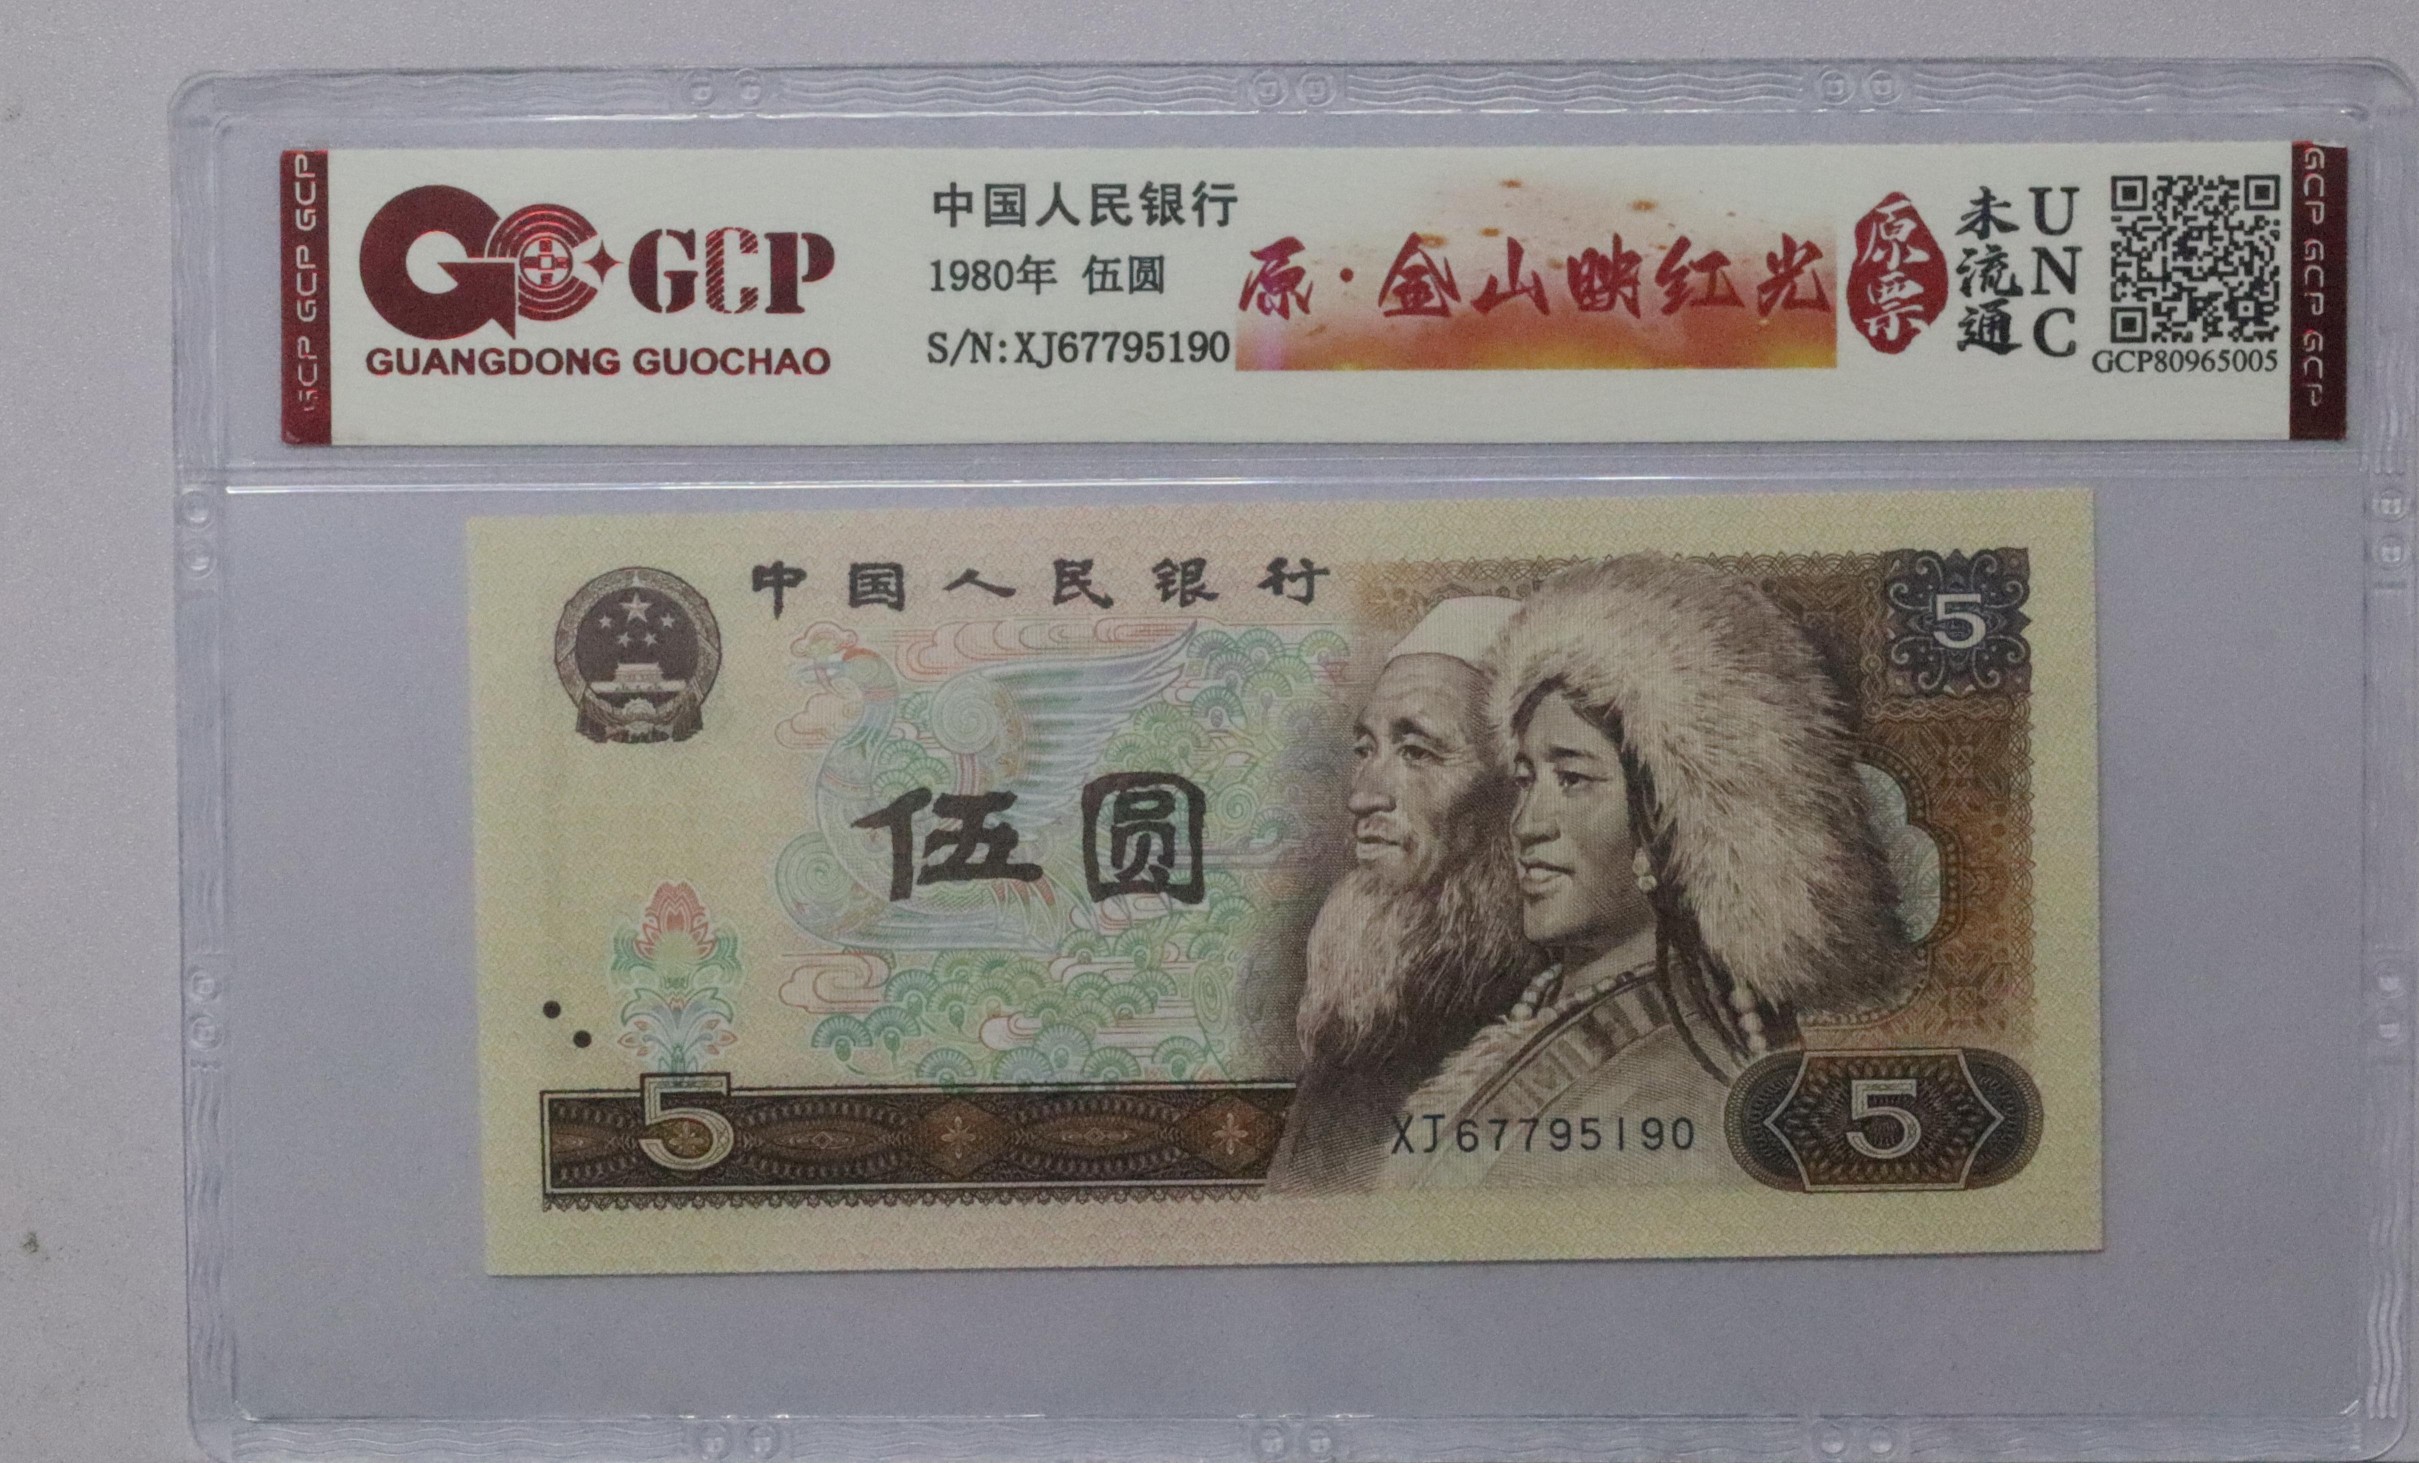 GCP GCP GCP
GCP
GUANGDONG GUOCHAO
中国人民银行
1980年 伍圆
S/N:XJ67795190
原·金山映红光
原票
未流通
UNC
GCP80965005
GCP GCP GCP
中国人民银行
5
伍圆
5
XJ67795190
5